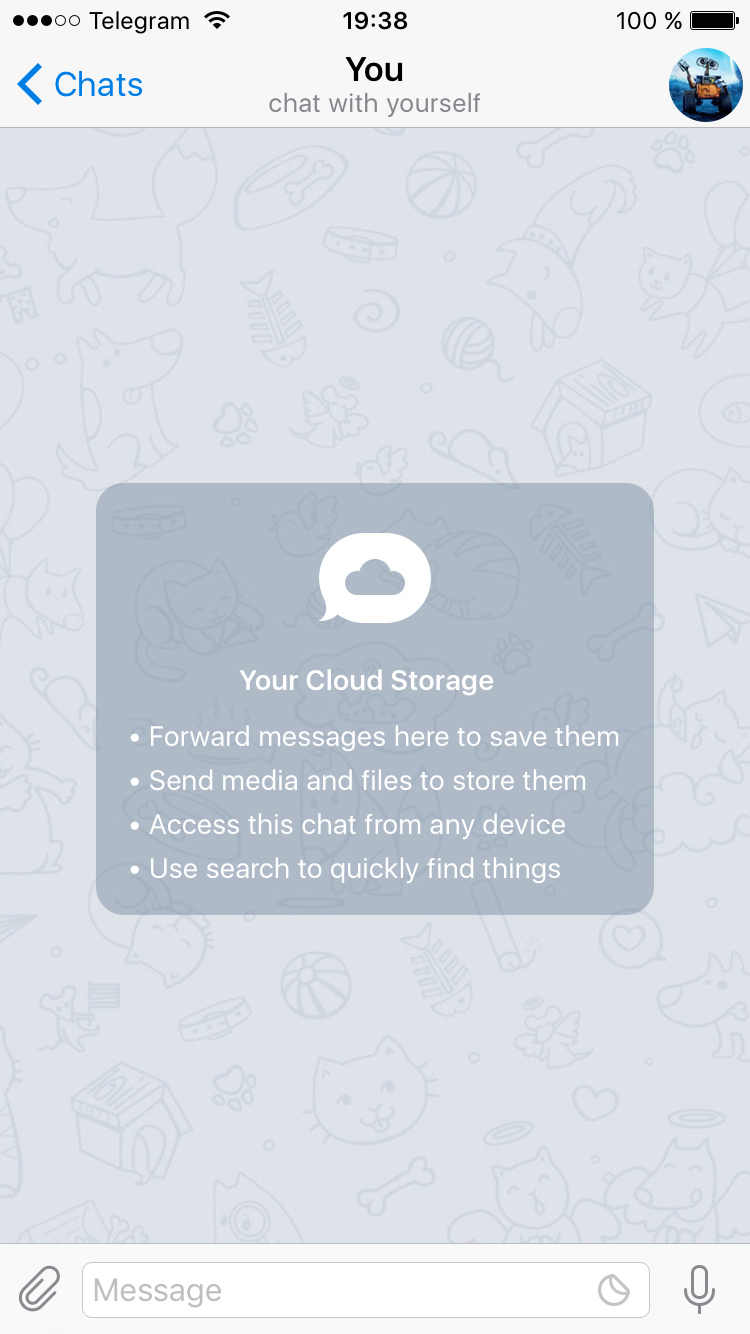 ●●●○○ Telegram 19:38 100 %
Chats
You
chat with yourself
Your Cloud Storage
• Forward messages here to save them
• Send media and files to store them
• Access this chat from any device
• Use search to quickly find things
Message